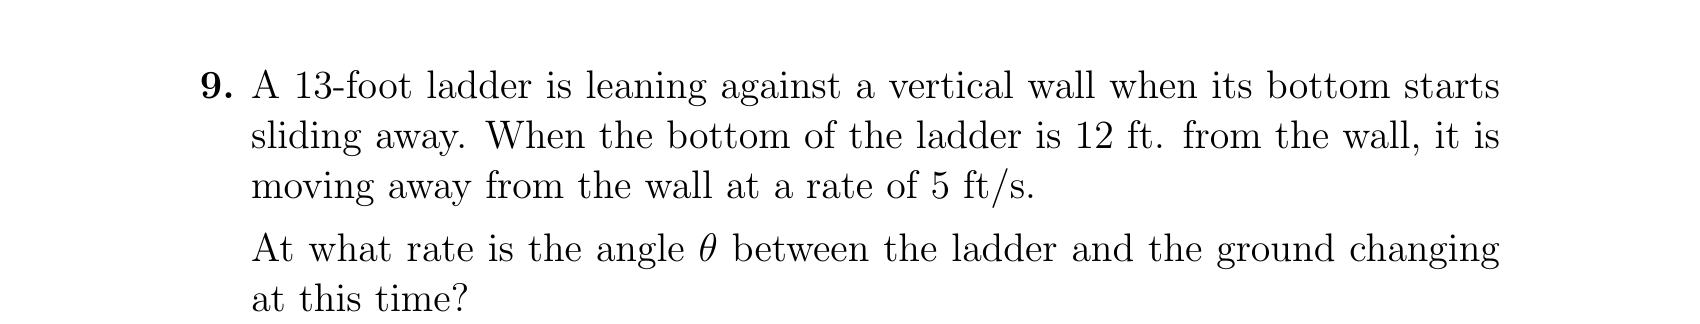 9. A 13-foot ladder is leaning against a vertical wall when its bottom starts
sliding away. When the bottom of the ladder is 12 ft. from the wall, it is
moving away from the wall at a rate of 5 ft/s.
At what rate is the angle θ between the ladder and the ground changing
at this time?